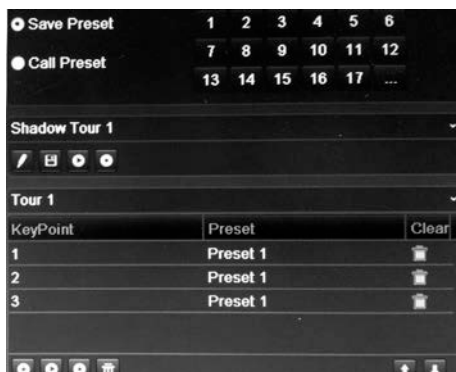 Save Preset 1 2 3 4 5 6
7 8 9 10 11 12
Call Preset
13 14 15 16 17 ...
Shadow Tour 1
Tour 1
KeyPoint Preset Clear
1 Preset 1
2 Preset 1
3 Preset 1